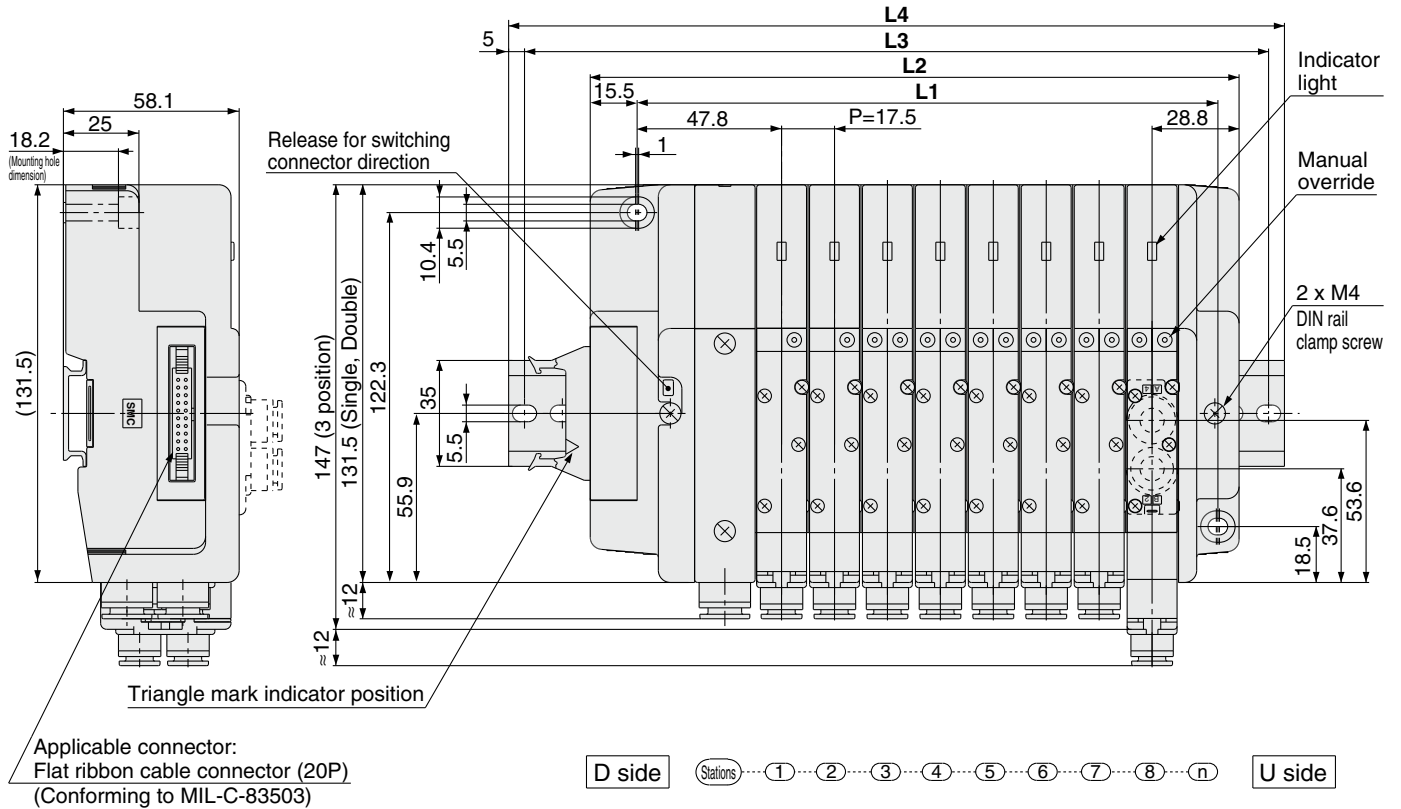 L4
5
L3
L2
Indicator
light
58.1
15.5
L1
25
47.8
P=17.5
28.8
18.2
(Mounting hole
dimension)
Release for switching
connector direction
1
Manual
override
10.4
5.5
2 x M4
DIN rail
clamp screw
(131.5)
147 (3 position)
131.5 (Single, Double)
122.3
35
5.5
55.9
SMC
53.6
37.6
18.5
≈12
≈12
Triangle mark indicator position
Applicable connector:
Flat ribbon cable connector (20P)
(Conforming to MIL-C-83503)
D side
Stations
1 2 3 4 5 6 7 8 n
U side